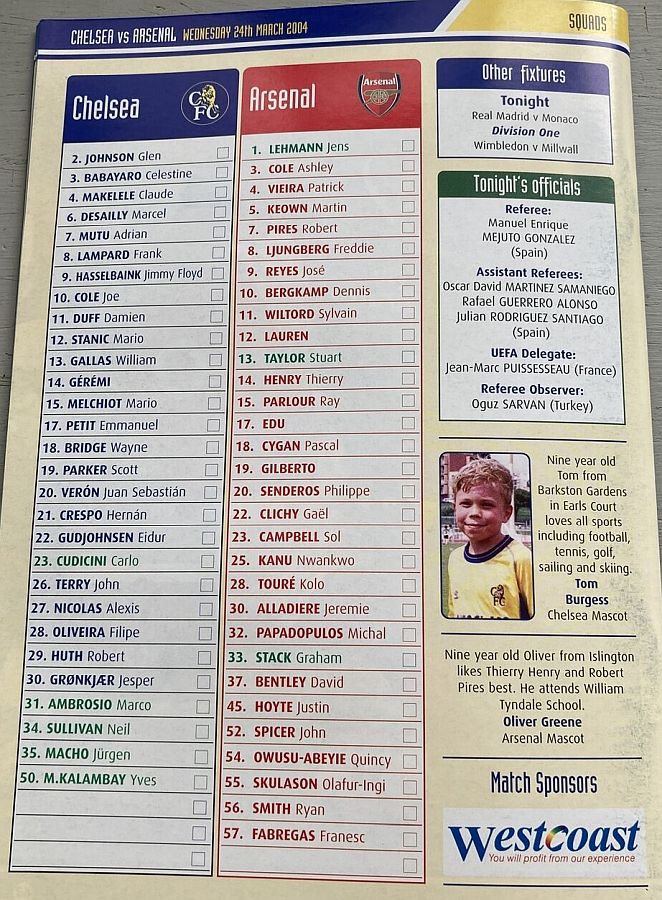 CHELSEA vs ARSENAL WEDNESDAY 24th MARCH 2004
SQUADS
Chelsea
CFC
2. JOHNSON Glen
3. BABAYARO Celestine
4. MAKELELE Claude
6. DESAILLY Marcel
7. MUTU Adrian
8. LAMPARD Frank
9. HASSELBAINK Jimmy Floyd
10. COLE Joe
11. DUFF Damien
12. STANIC Mario
13. GALLAS William
14. GÉRÉMI
15. MELCHIOT Mario
17. PETIT Emmanuel
18. BRIDGE Wayne
19. PARKER Scott
20. VERÓN Juan Sebastián
21. CRESPO Hernán
22. GUDJOHNSEN Eidur
23. CUDICINI Carlo
26. TERRY John
27. NICOLAS Alexis
28. OLIVEIRA Filipe
29. HUTH Robert
30. GRØNKJÆR Jesper
31. AMBROSIO Marco
34. SULLIVAN Neil
35. MACHO Jürgen
50. M.KALAMBAY Yves
Arsenal
Arsenal
1. LEHMANN Jens
3. COLE Ashley
4. VIEIRA Patrick
5. KEOWN Martin
7. PIRES Robert
8. LJUNGBERG Freddie
9. REYES José
10. BERGKAMP Dennis
11. WILTORD Sylvain
12. LAUREN
13. TAYLOR Stuart
14. HENRY Thierry
15. PARLOUR Ray
17. EDU
18. CYGAN Pascal
19. GILBERTO
20. SENDEROS Philippe
22. CLICHY Gaël
23. CAMPBELL Sol
25. KANU Nwankwo
28. TOURÉ Kolo
30. ALLADIERE Jeremie
32. PAPADOPULOS Michal
33. STACK Graham
37. BENTLEY David
45. HOYTE Justin
52. SPICER John
54. OWUSU-ABEYIE Quincy
55. SKULASON Olafur-Ingi
56. SMITH Ryan
57. FABREGAS Franesc
Other fixtures
Tonight
Real Madrid v Monaco
Division One
Wimbledon v Millwall
Tonight's officials
Referee:
Manuel Enrique
MEJUTO GONZALEZ
(Spain)
Assistant Referees:
Oscar David MARTINEZ SAMANIEGO
Rafael GUERRERO ALONSO
Julian RODRIGUEZ SANTIAGO
(Spain)
UEFA Delegate:
Jean-Marc PUISSESSEAU (France)
Referee Observer:
Oguz SARVAN (Turkey)
Nine year old
Tom from
Barkston Gardens
in Earls Court
loves all sports
including football,
tennis, golf,
sailing and skiing.
Tom
Burgess
Chelsea Mascot
CFC
Nine year old Oliver from Islington
likes Thierry Henry and Robert
Pires best. He attends William
Tyndale School.
Oliver Greene
Arsenal Mascot
Match Sponsors
Westcoast
You will profit from our experience